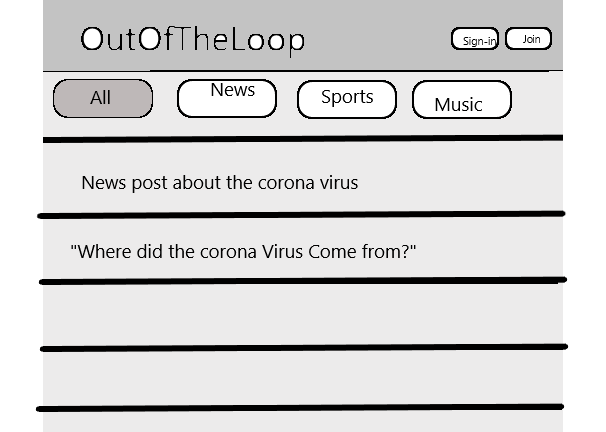 OutOfTheLoop
Sign-in Join
All News Sports Music
News post about the corona virus
"Where did the corona Virus Come from?"